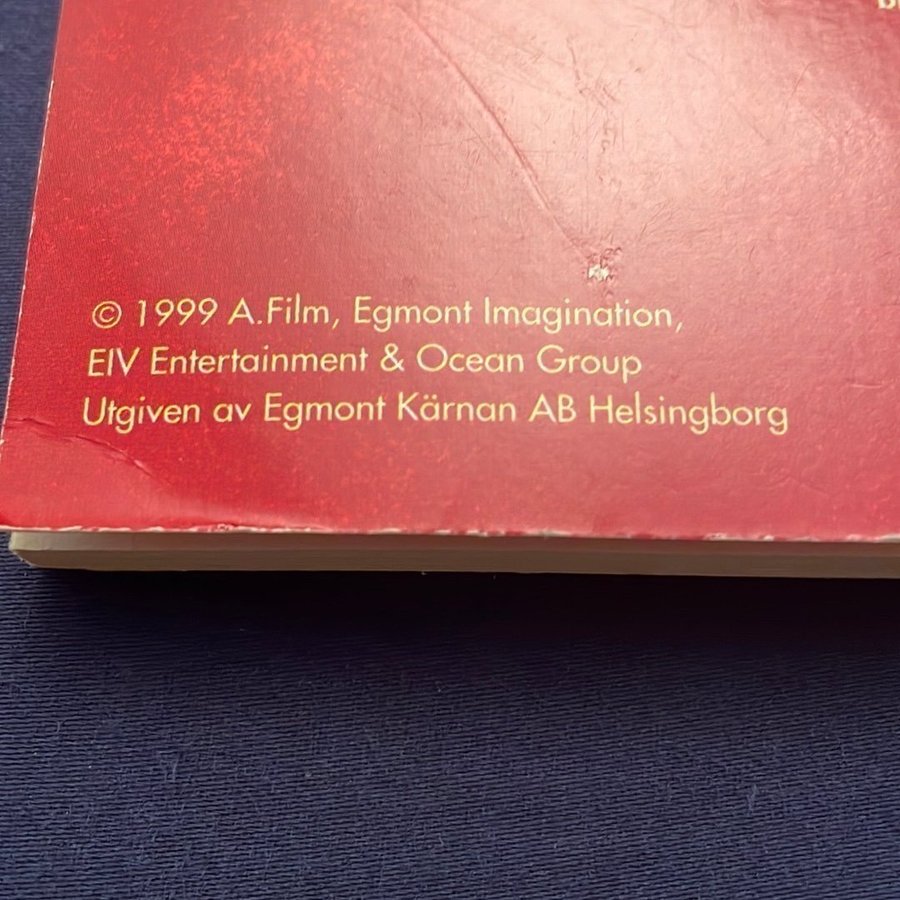 © 1999 A.Film, Egmont Imagination,
EIV Entertainment & Ocean Group
Utgiven av Egmont Kärnan AB Helsingborg